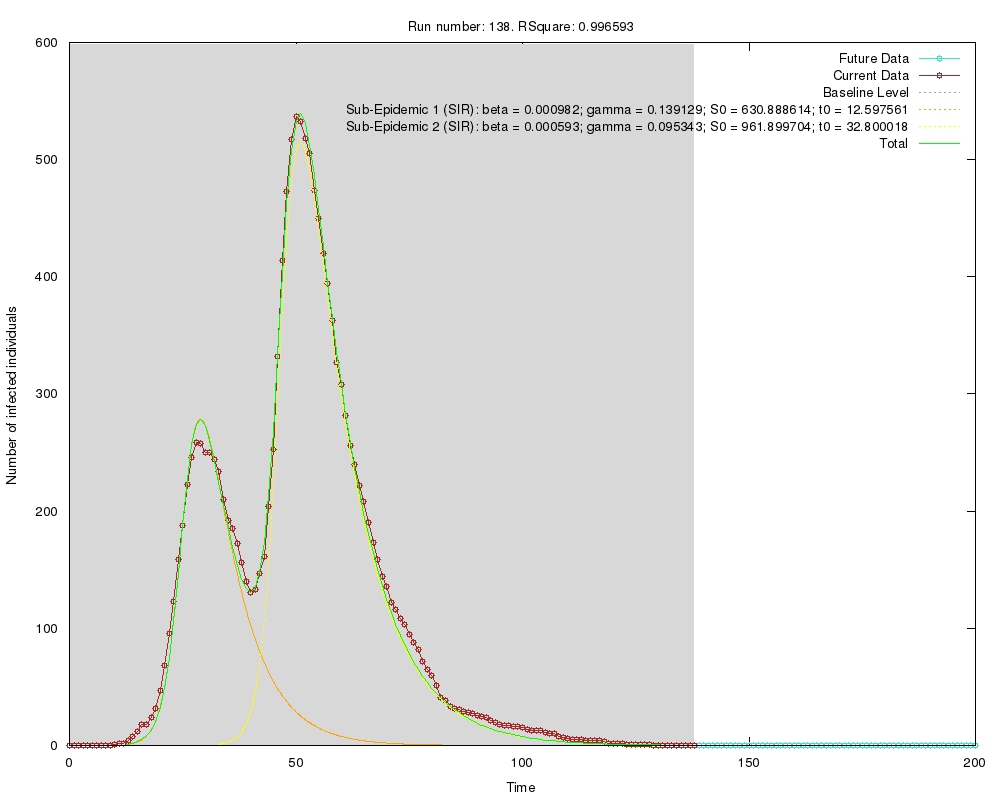 Run number: 138. RSquare: 0.996593
600
500
400
300
200
100
0
Number of infected individuals
Future Data
Current Data
Baseline Level
Sub-Epidemic 1 (SIR): beta = 0.000982; gamma = 0.139129; S0 = 630.888614; t0 = 12.597561
Sub-Epidemic 2 (SIR): beta = 0.000593; gamma = 0.095343; S0 = 961.899704; t0 = 32.800018
Total
0 50 100 150 200
Time